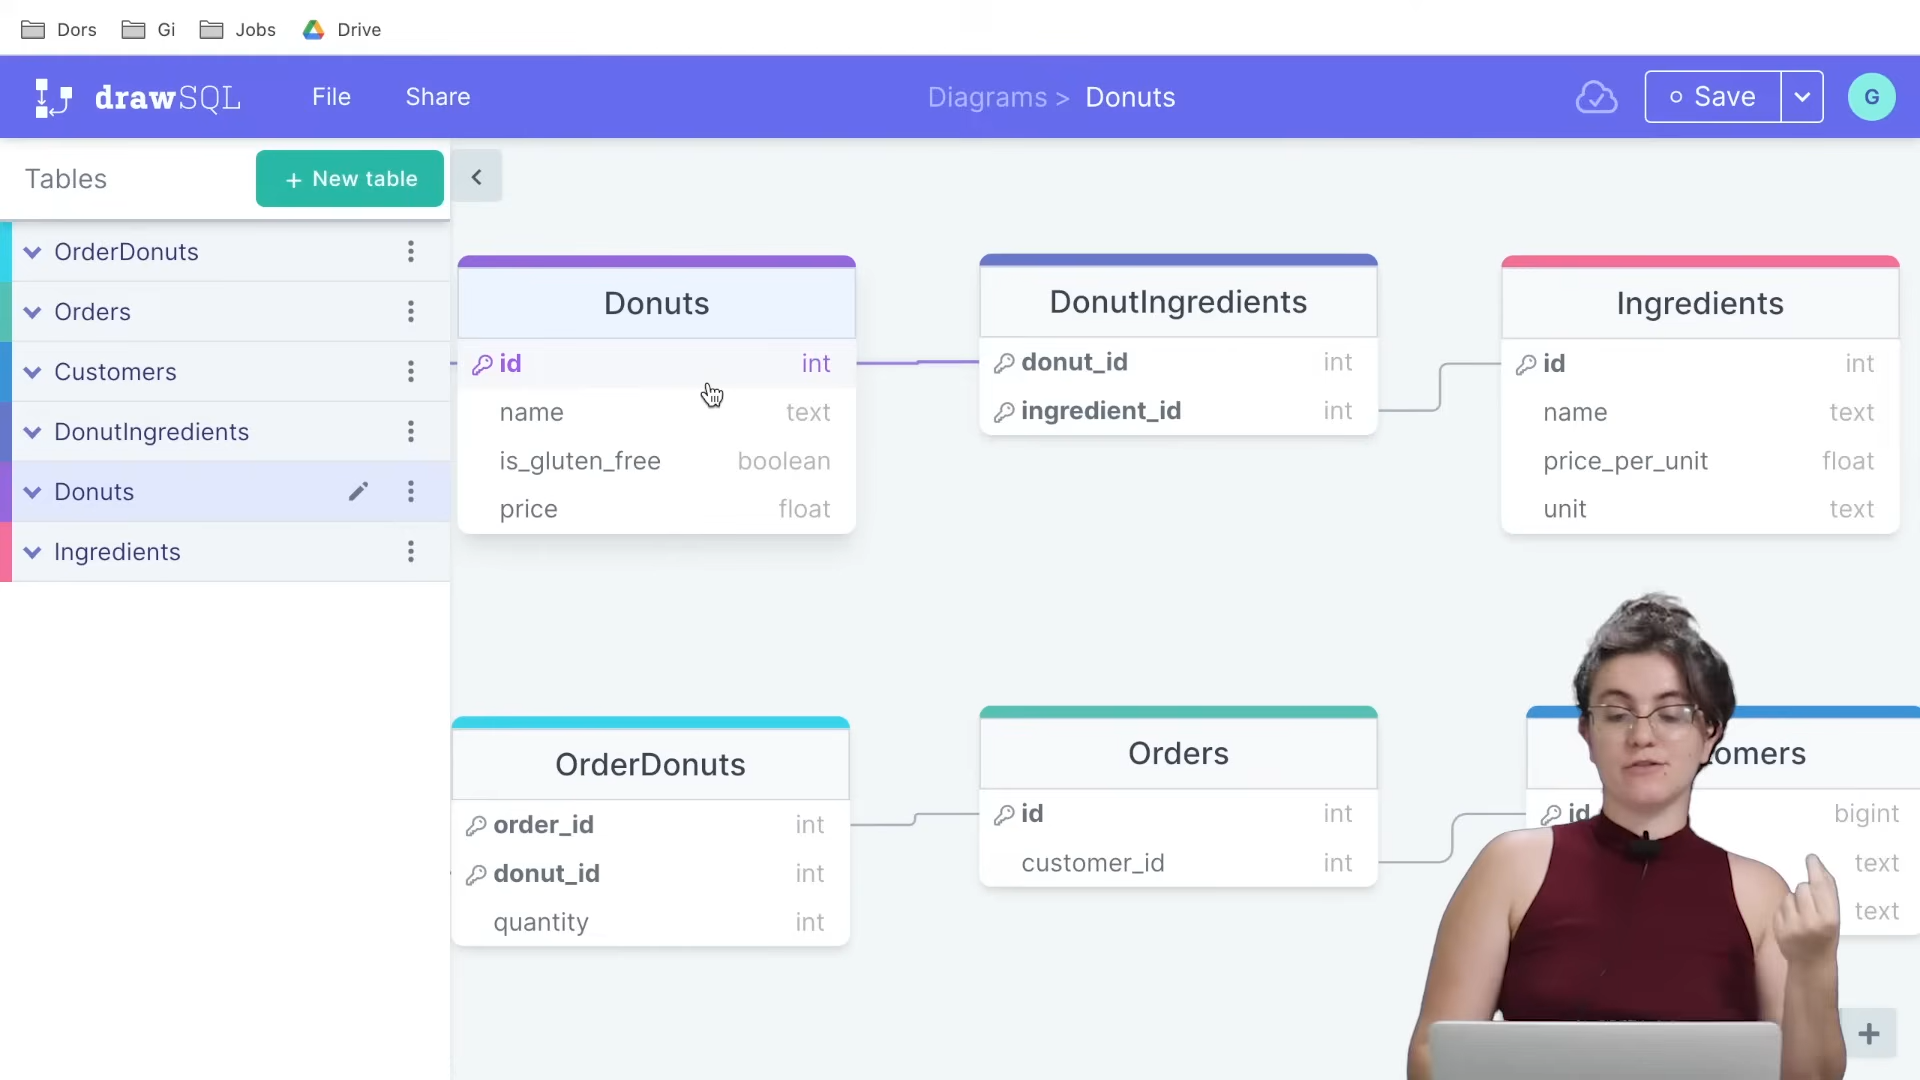 Dors Gi Jobs Drive
drawSQL File Share Diagrams > Donuts Save G
Tables + New table
OrderDonuts
Orders
Customers
DonutIngredients
Donuts
Ingredients
Donuts
id int
name text
is_gluten_free boolean
price float
DonutIngredients
donut_id int
ingredient_id int
Ingredients
id int
name text
price_per_unit float
unit text
OrderDonuts
order_id int
donut_id int
quantity int
Orders
id int
customer_id int
omers
id bigint
text
text